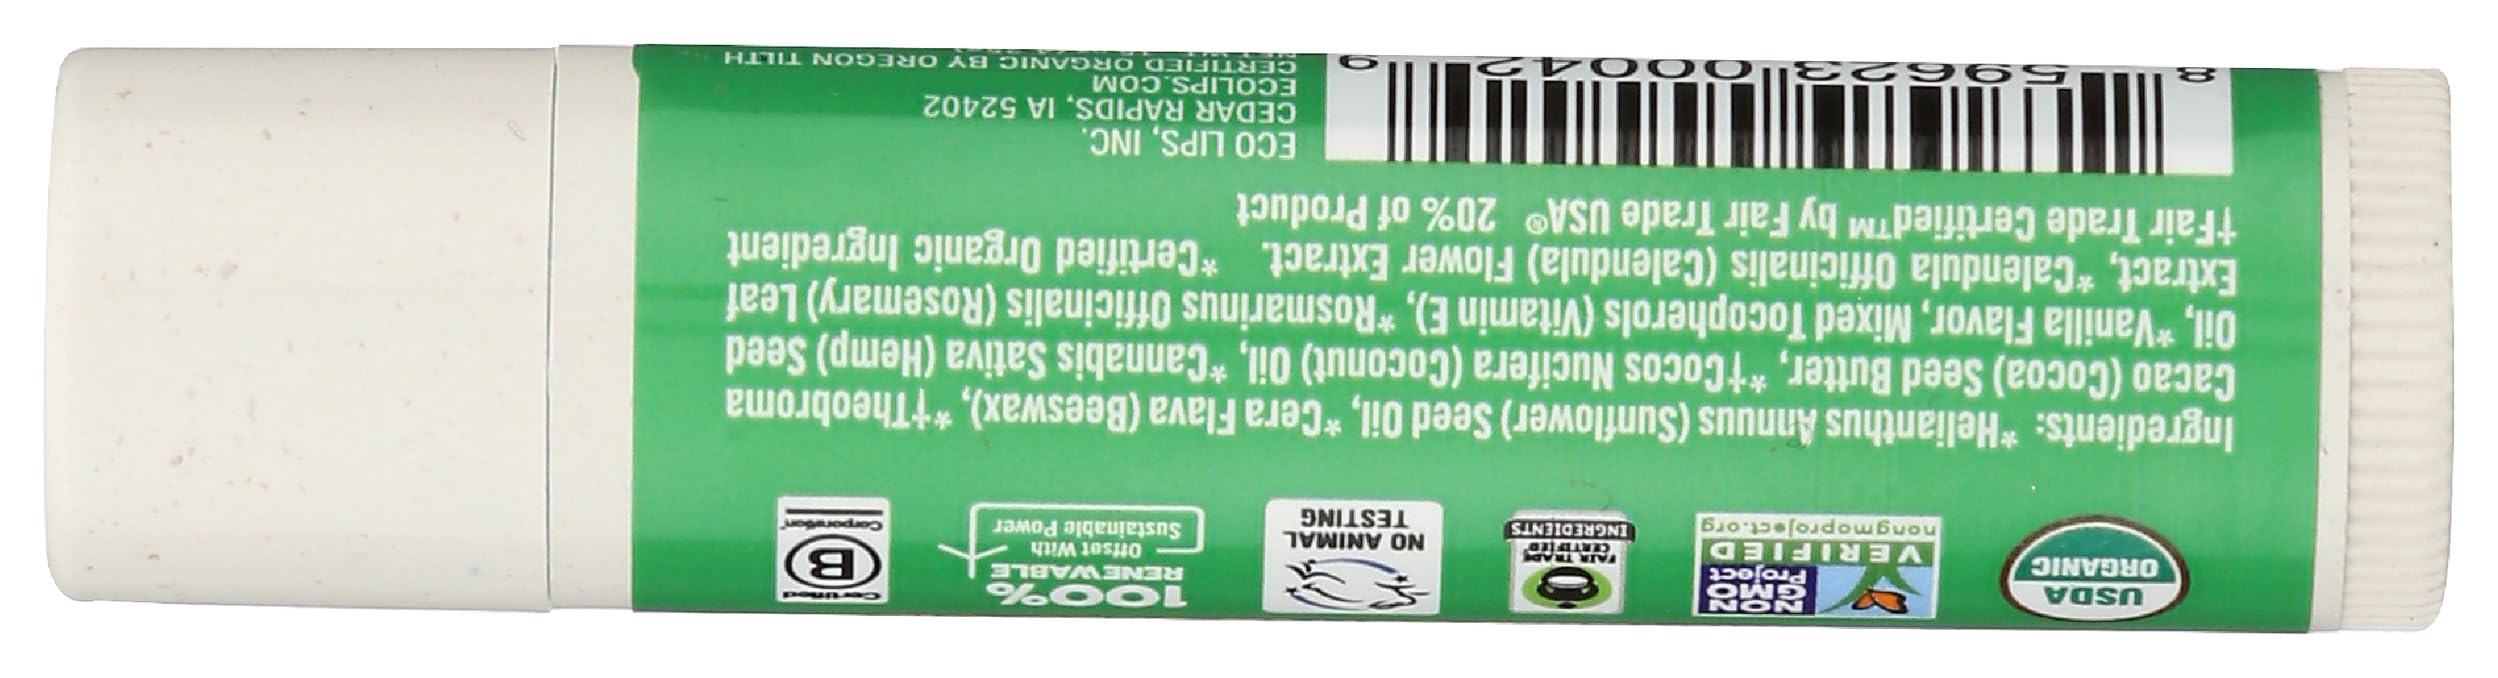 USDA
ORGANIC
NON
GMO
Project
VERIFIED
nongmoproject.org
FAIR TRADE
CERTIFIED
INGREDIENTS
NO ANIMAL
TESTING
100%
RENEWABLE
Offset With
Sustainable Power
Certified
B
Corporation
Ingredients: *Helianthus Annuus (Sunflower) Seed Oil, *Cera Flava (Beeswax), *†Theobroma
Cacao (Cocoa) Seed Butter, *†Cocos Nucifera (Coconut) Oil, *Cannabis Sativa (Hemp) Seed
Oil, *Vanilla Flavor, Mixed Tocopherols (Vitamin E), *Rosmarinus Officinalis (Rosemary) Leaf
Extract, *Calendula Officinalis (Calendula) Flower Extract. *Certified Organic Ingredient
†Fair Trade Certified™ by Fair Trade USA® 20% of Product
ECO LIPS, INC.
CEDAR RAPIDS, IA 52402
ECOLIPS.COM
CERTIFIED ORGANIC BY OREGON TILTH
8 59623 00042 9